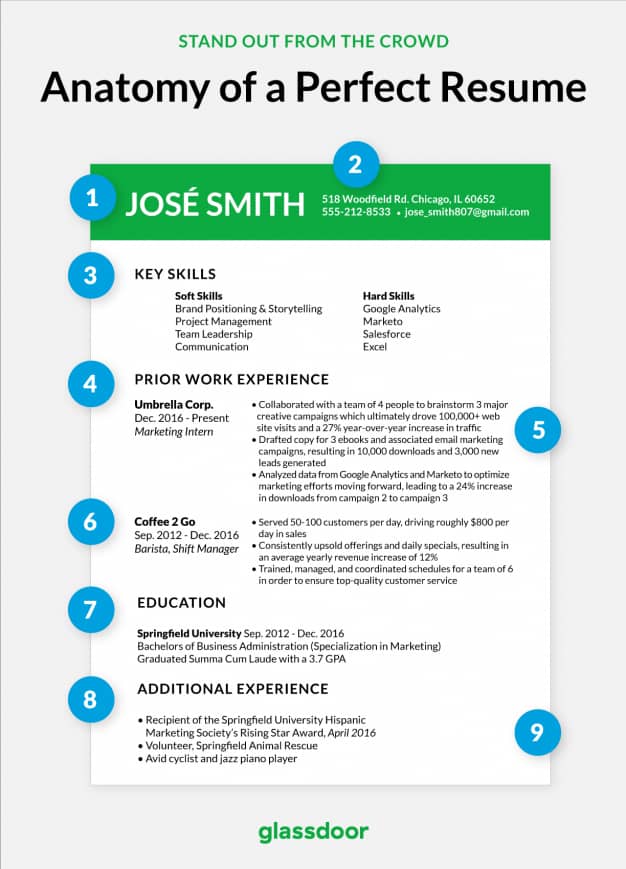 STAND OUT FROM THE CROWD
Anatomy of a Perfect Resume
1
JOSÉ SMITH
2
518 Woodfield Rd. Chicago, IL 60652
555-212-8533 • jose_smith807@gmail.com
3
KEY SKILLS
Soft Skills
Brand Positioning & Storytelling
Project Management
Team Leadership
Communication
Hard Skills
Google Analytics
Marketo
Salesforce
Excel
4
PRIOR WORK EXPERIENCE
Umbrella Corp.
Dec. 2016 - Present
Marketing Intern
• Collaborated with a team of 4 people to brainstorm 3 major
creative campaigns which ultimately drove 100,000+ web
site visits and a 27% year-over-year increase in traffic
• Drafted copy for 3 ebooks and associated email marketing
campaigns, resulting in 10,000 downloads and 3,000 new
leads generated
• Analyzed data from Google Analytics and Marketo to optimize
marketing efforts moving forward, leading to a 24% increase
in downloads from campaign 2 to campaign 3
5
6
Coffee 2 Go
Sep. 2012 - Dec. 2016
Barista, Shift Manager
• Served 50-100 customers per day, driving roughly $800 per
day in sales
• Consistently upsold offerings and daily specials, resulting in
an average yearly revenue increase of 12%
• Trained, managed, and coordinated schedules for a team of 6
in order to ensure top-quality customer service
7
EDUCATION
Springfield University Sep. 2012 - Dec. 2016
Bachelors of Business Administration (Specialization in Marketing)
Graduated Summa Cum Laude with a 3.7 GPA
8
ADDITIONAL EXPERIENCE
• Recipient of the Springfield University Hispanic
Marketing Society's Rising Star Award, April 2016
• Volunteer, Springfield Animal Rescue
• Avid cyclist and jazz piano player
9
glassdoor